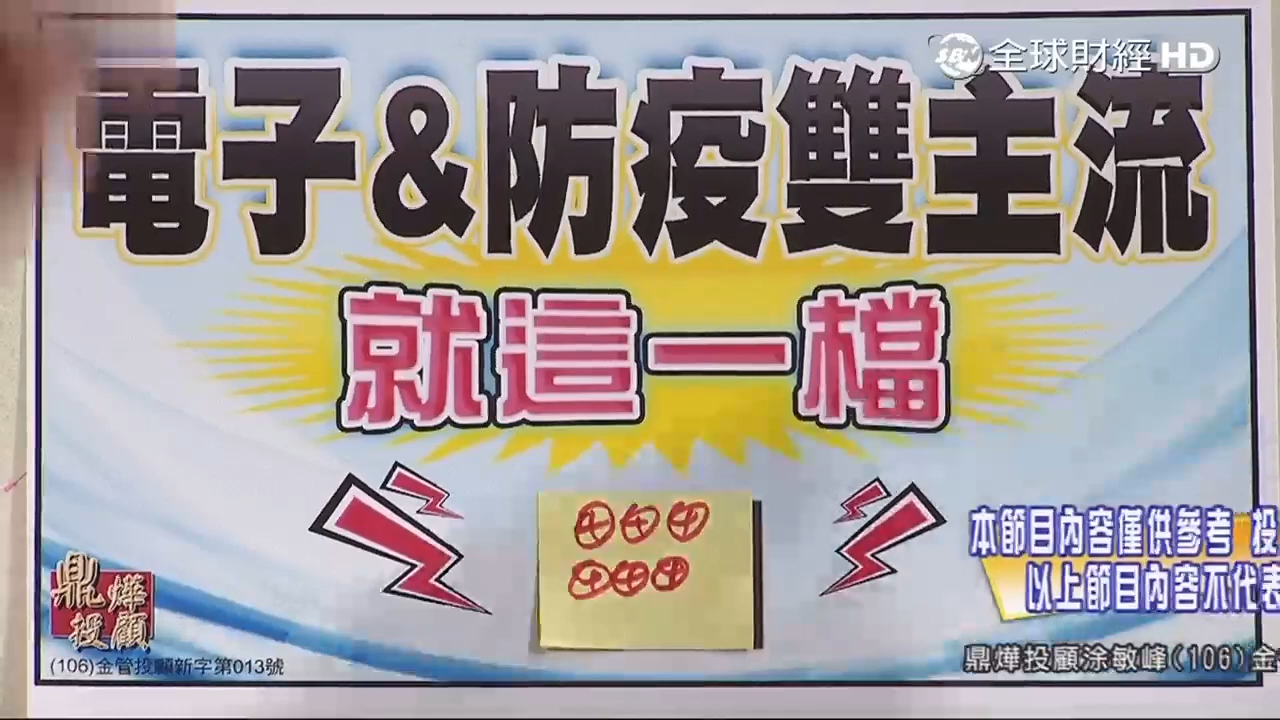 全球財經HD
電子&防疫雙主流
就這一檔
本節目內容僅供參考 投
以上節目內容不代表
鼎燁
投顧
(106)金管投顧新字第013號
鼎燁投顧涂敏峰(106)金